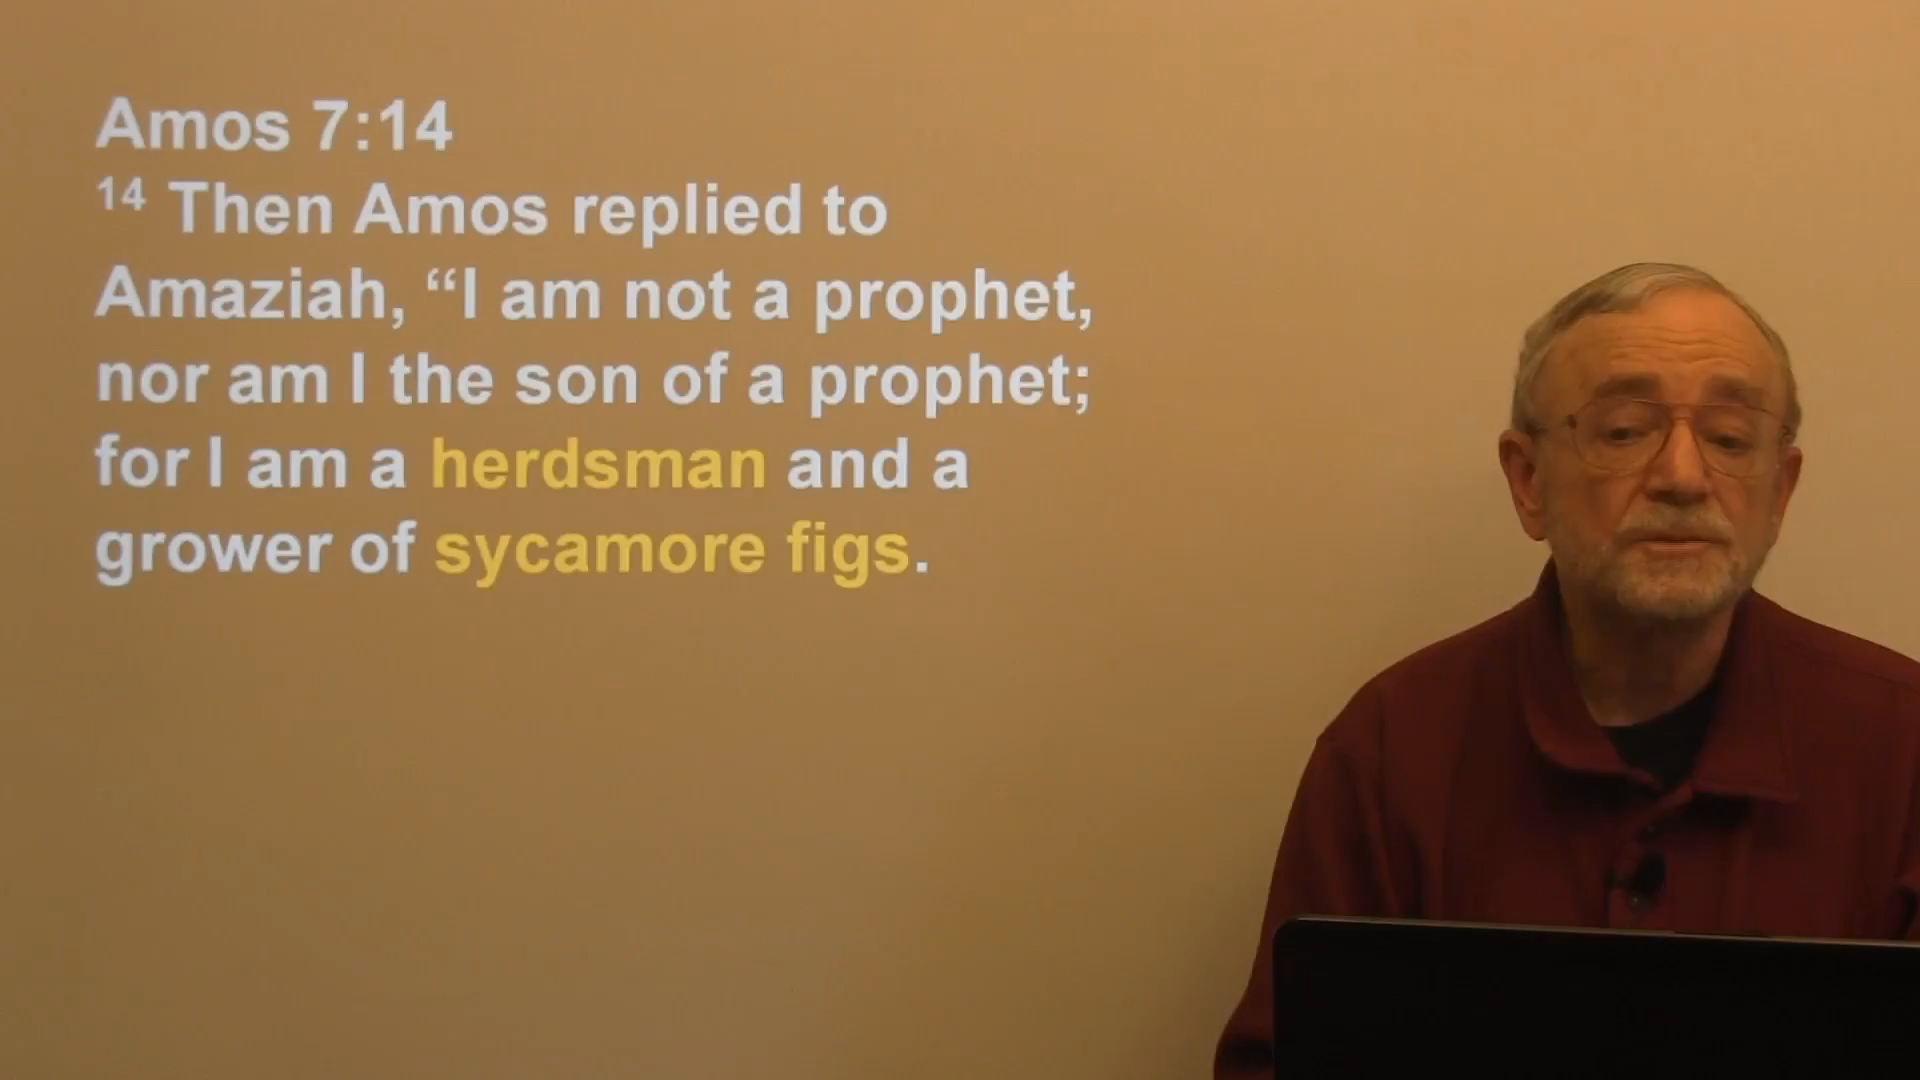 Amos 7:14
14 Then Amos replied to
Amaziah, “I am not a prophet,
nor am I the son of a prophet;
for I am a herdsman and a
grower of sycamore figs.